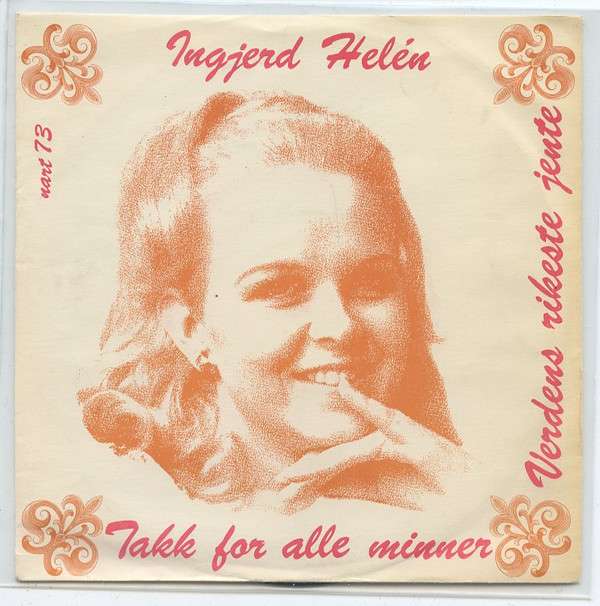 Ingjerd Helén
nart 73
Verdens rikeste jente
Takk for alle minner